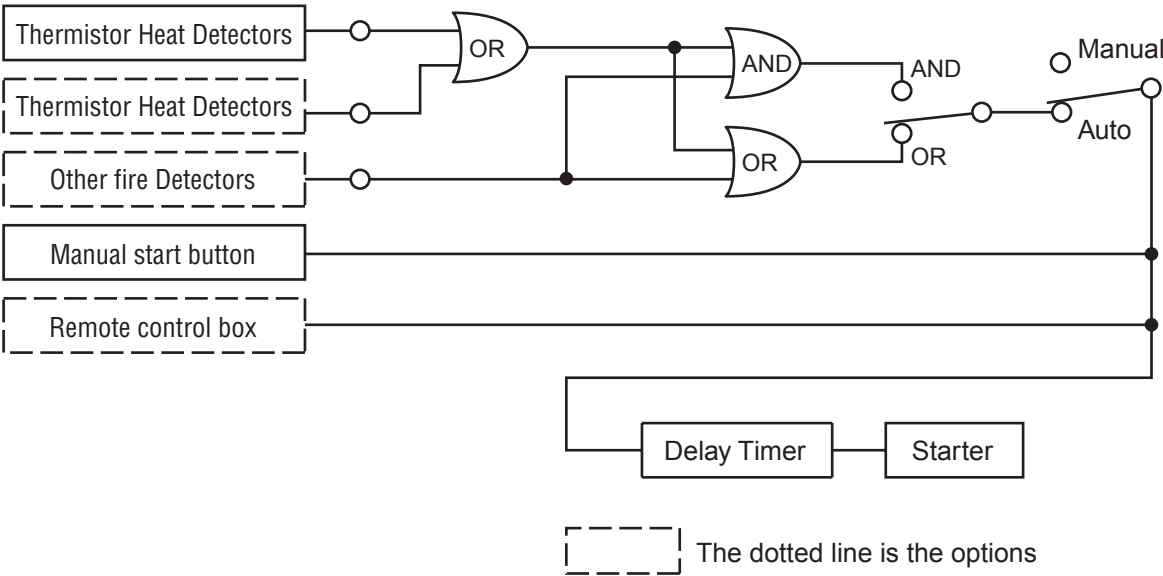 Thermistor Heat Detectors
Thermistor Heat Detectors
Other fire Detectors
Manual start button
Remote control box
OR
AND
OR
AND
OR
Manual
Auto
Delay Timer
Starter
The dotted line is the options